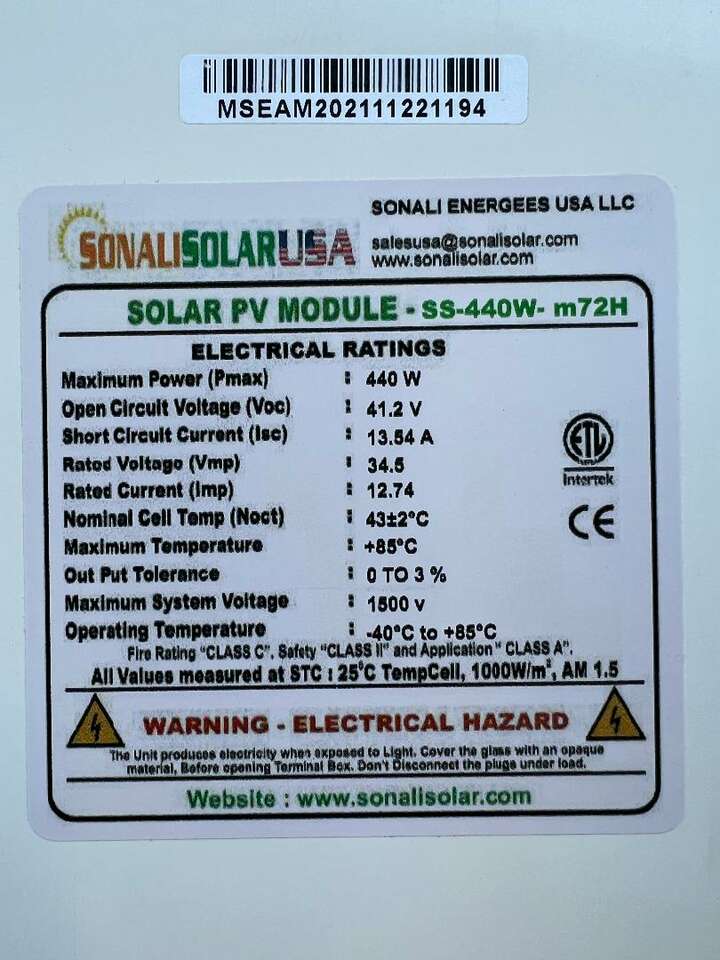 MSEAM202111221194
SONALISOLARUSA
SONALI ENERGEES USA LLC
salesusa@sonalisolar.com
www.sonalisolar.com
SOLAR PV MODULE - SS-440W- m72H
ELECTRICAL RATINGS
Maximum Power (Pmax) : 440 W
Open Circuit Voltage (Voc) : 41.2 V
Short Circuit Current (Isc) : 13.54 A
Rated Voltage (Vmp) : 34.5
Rated Current (Imp) : 12.74
Nominal Cell Temp (Noct) : 43±2°C
Maximum Temperature : +85°C
Out Put Tolerance : 0 TO 3 %
Maximum System Voltage : 1500 v
Operating Temperature : -40°C to +85°C
ETL
Intertek
CE
Fire Rating "CLASS C", Safety "CLASS II" and Application" CLASS A".
All Values measured at STC : 25°C TempCell, 1000W/m², AM 1.5
WARNING - ELECTRICAL HAZARD
The Unit produces electricity when exposed to Light. Cover the glass with an opaque
material, Before opening Terminal Box. Don't Disconnect the plugs under load.
Website : www.sonalisolar.com